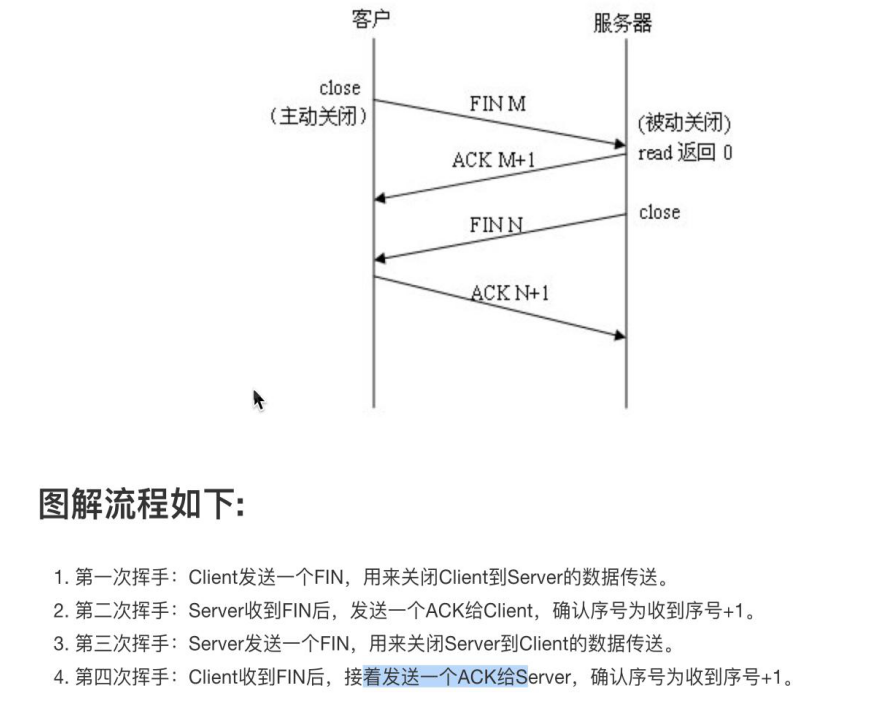 客户
服务器
close
（主动关闭）
FIN M
(被动关闭)
read 返回 0
ACK M+1
close
FIN N
ACK N+1
图解流程如下:
1. 第一次挥手：Client发送一个FIN，用来关闭Client到Server的数据传送。
2. 第二次挥手：Server收到FIN后，发送一个ACK给Client，确认序号为收到序号+1。
3. 第三次挥手：Server发送一个FIN，用来关闭Server到Client的数据传送。
4. 第四次挥手：Client收到FIN后，接着发送一个ACK给Server，确认序号为收到序号+1。